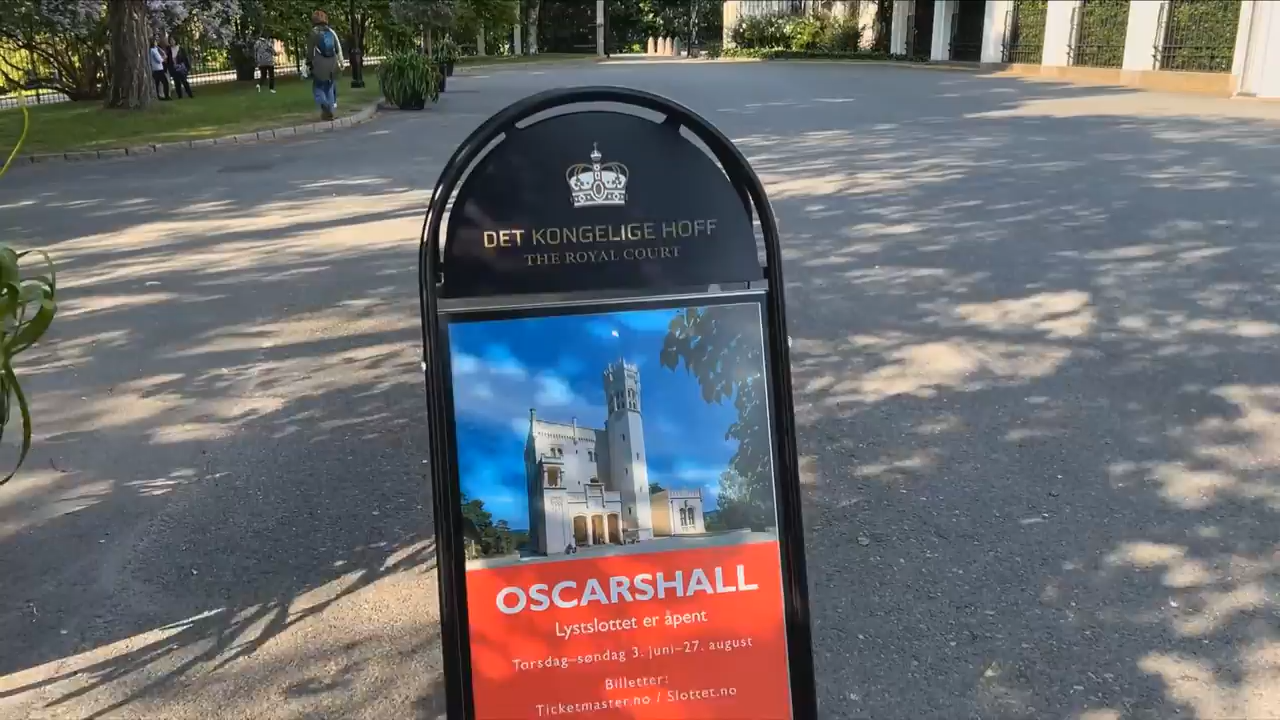 DET KONGELIGE HOFF
THE ROYAL COURT
OSCARSHALL
Lystslottet er åpent
Torsdag–søndag 3. juni–27. august
Billetter:
Ticketmaster.no / Slottet.no